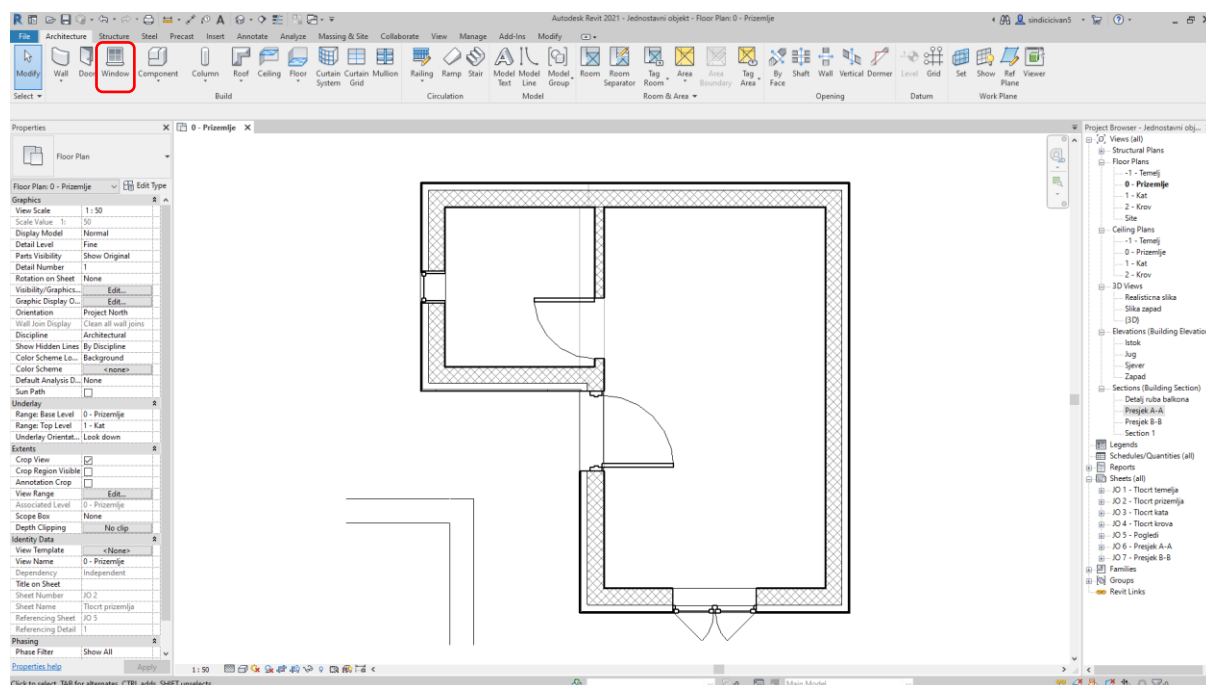 Autodesk Revit 2021 - Jednostavni objekt - Floor Plan: 0 - Prizemlje
sindicicivan5
File Architecture Structure Steel Precast Insert Annotate Analyze Massing & Site Collaborate View Manage Add-Ins Modify
Modify Wall Door Window Component Column Roof Ceiling Floor Curtain System Curtain Grid Mullion Railing Ramp Stair Model Text Model Line Model Group Room Room Separator Tag Room Area Area Boundary Tag Area By Face Shaft Wall Vertical Dormer Level Grid Set Show Ref Plane Viewer
Select Build Circulation Model Room & Area Opening Datum Work Plane
Properties
Floor Plan
Floor Plan: 0 - Prizemlje Edit Type
Graphics
View Scale 1 : 50
Scale Value 1: 50
Display Model Normal
Detail Level Fine
Parts Visibility Show Original
Detail Number 1
Rotation on Sheet None
Visibility/Graphics... Edit...
Graphic Display O... Edit...
Orientation Project North
Wall Join Display Clean all wall joins
Discipline Architectural
Show Hidden Lines By Discipline
Color Scheme Lo... Background
Color Scheme <none>
Default Analysis D... None
Sun Path
Underlay
Range: Base Level 0 - Prizemlje
Range: Top Level 1 - Kat
Underlay Orientat... Look down
Extents
Crop View
Crop Region Visible
Annotation Crop
View Range Edit...
Associated Level 0 - Prizemlje
Scope Box None
Depth Clipping No clip
Identity Data
View Template <None>
View Name 0 - Prizemlje
Dependency Independent
Title on Sheet
Sheet Number JO 2
Sheet Name Tlocrt prizemlja
Referencing Sheet JO 5
Referencing Detail 1
Phasing
Phase Filter Show All
Properties help Apply
0 - Prizemlje
1 : 50
Project Browser - Jednostavni obj...
Views (all)
Structural Plans
Floor Plans
-1 - Temelj
0 - Prizemlje
1 - Kat
2 - Krov
Site
Ceiling Plans
-1 - Temelj
0 - Prizemlje
1 - Kat
2 - Krov
3D Views
Realisticna slika
Slika zapad
{3D}
Elevations (Building Elevation
Istok
Jug
Sjever
Zapad
Sections (Building Section)
Detalj ruba balkona
Presjek A-A
Presjek B-B
Section 1
Legends
Schedules/Quantities (all)
Reports
Sheets (all)
JO 1 - Tlocrt temelja
JO 2 - Tlocrt prizemlja
JO 3 - Tlocrt kata
JO 4 - Tlocrt krova
JO 5 - Pogledi
JO 6 - Presjek A-A
JO 7 - Presjek B-B
Families
Groups
Revit Links
Click to select, TAB for alternates, CTRL adds, SHIFT unselects.
Main Model